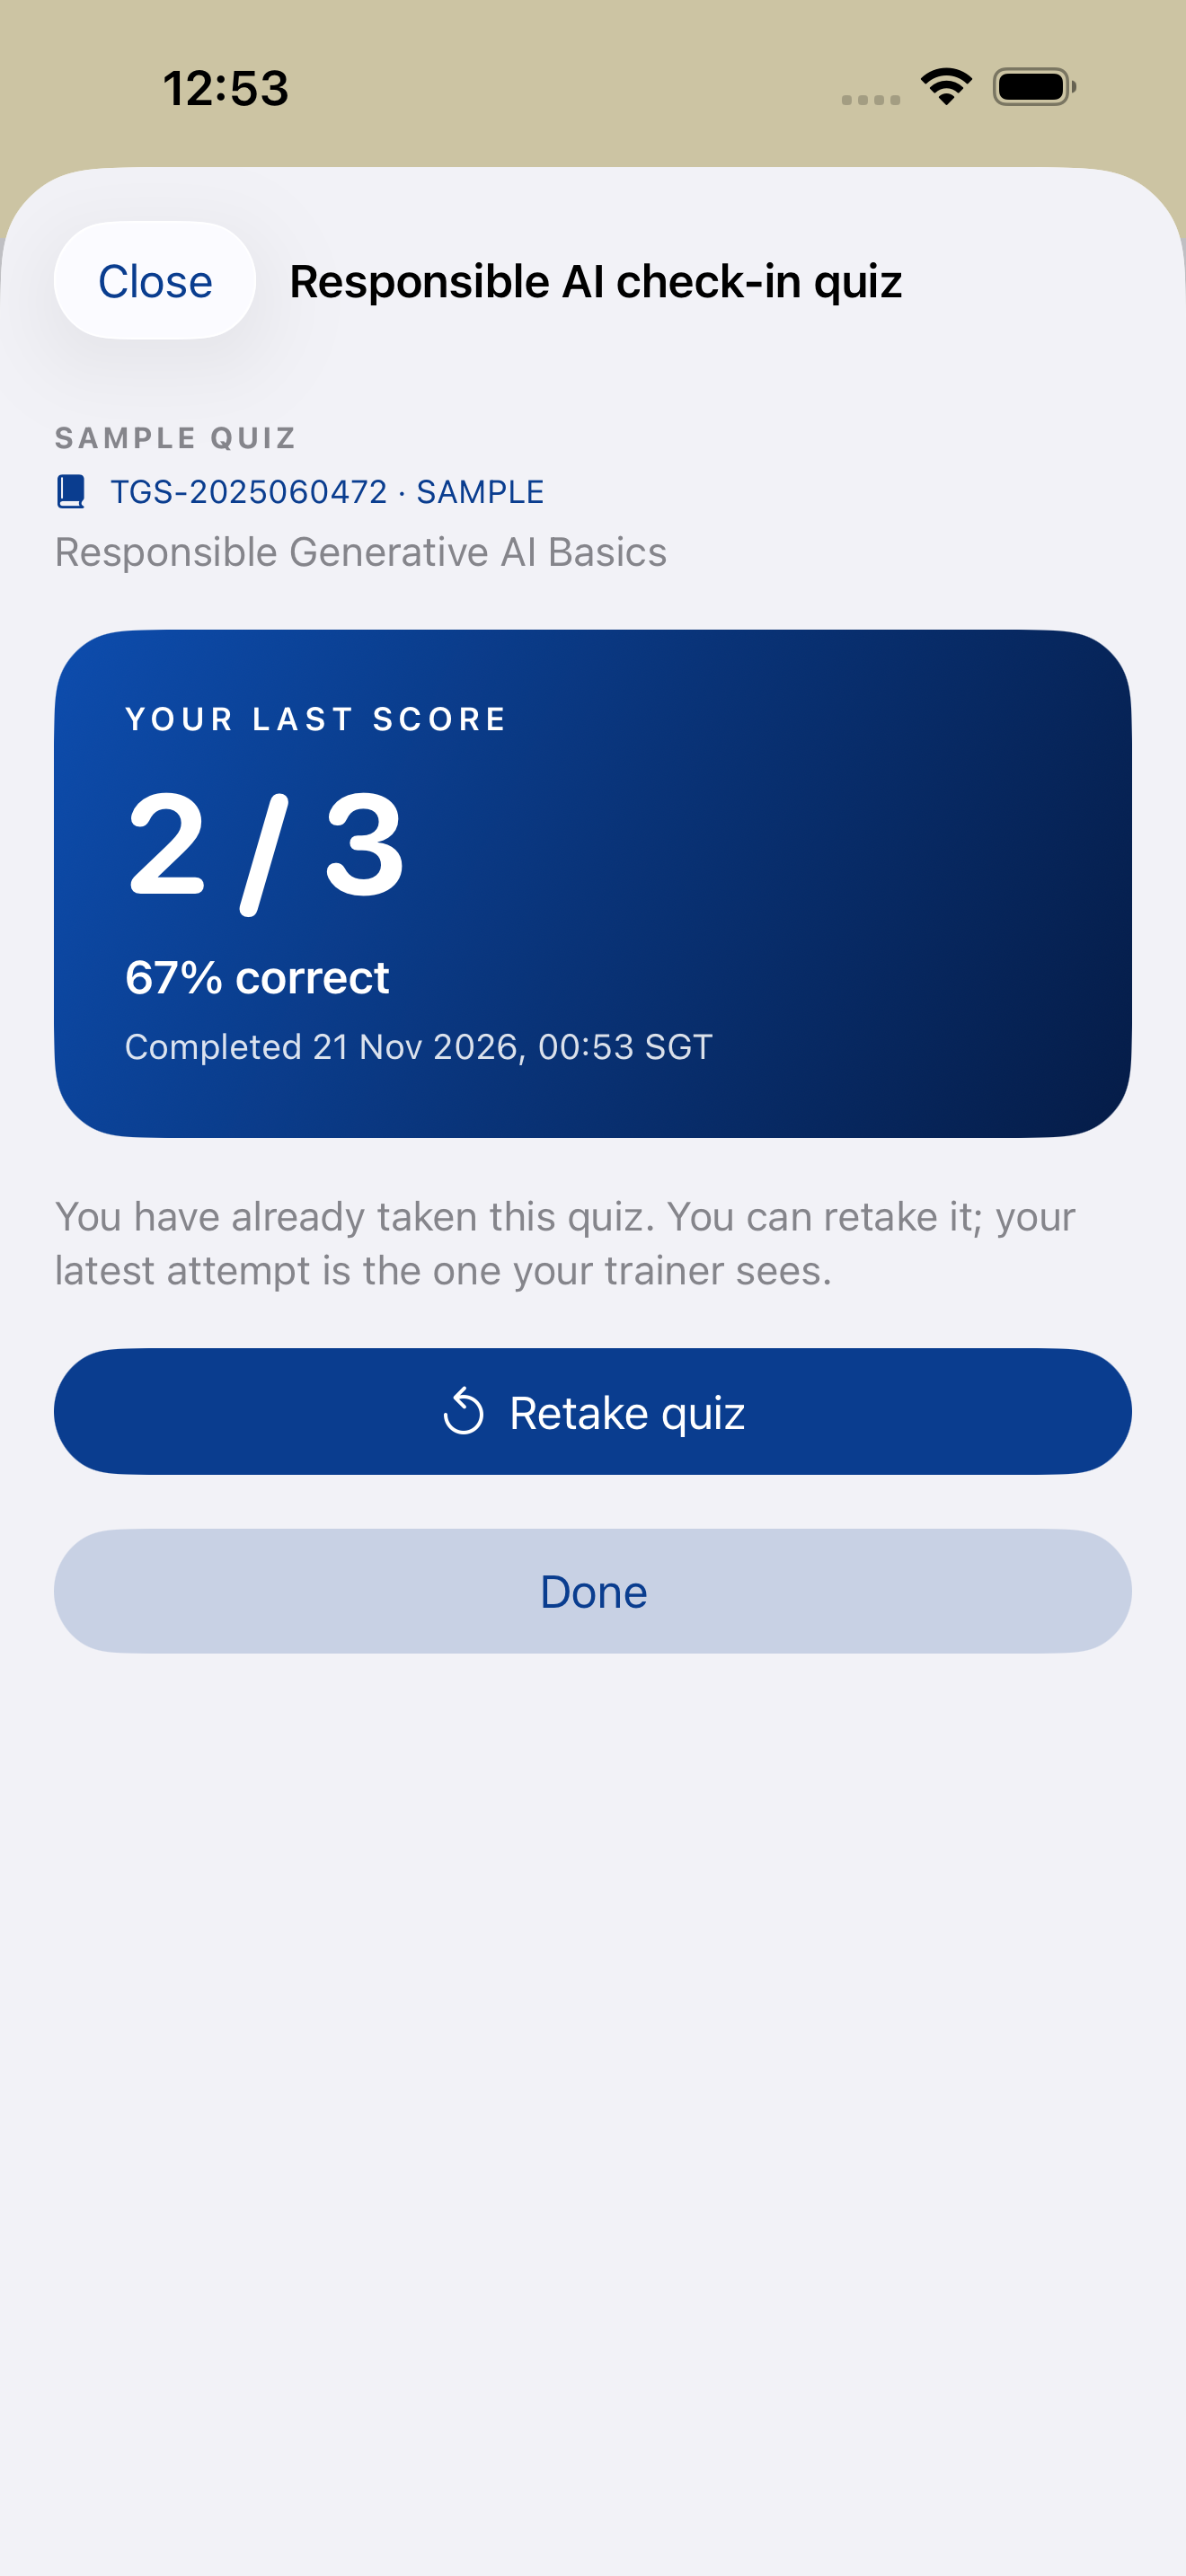 12:53
Close
Responsible AI check-in quiz
SAMPLE QUIZ
TGS-2025060472 · SAMPLE
Responsible Generative AI Basics
YOUR LAST SCORE
2 / 3
67% correct
Completed 21 Nov 2026, 00:53 SGT
You have already taken this quiz. You can retake it; your
latest attempt is the one your trainer sees.
Retake quiz
Done